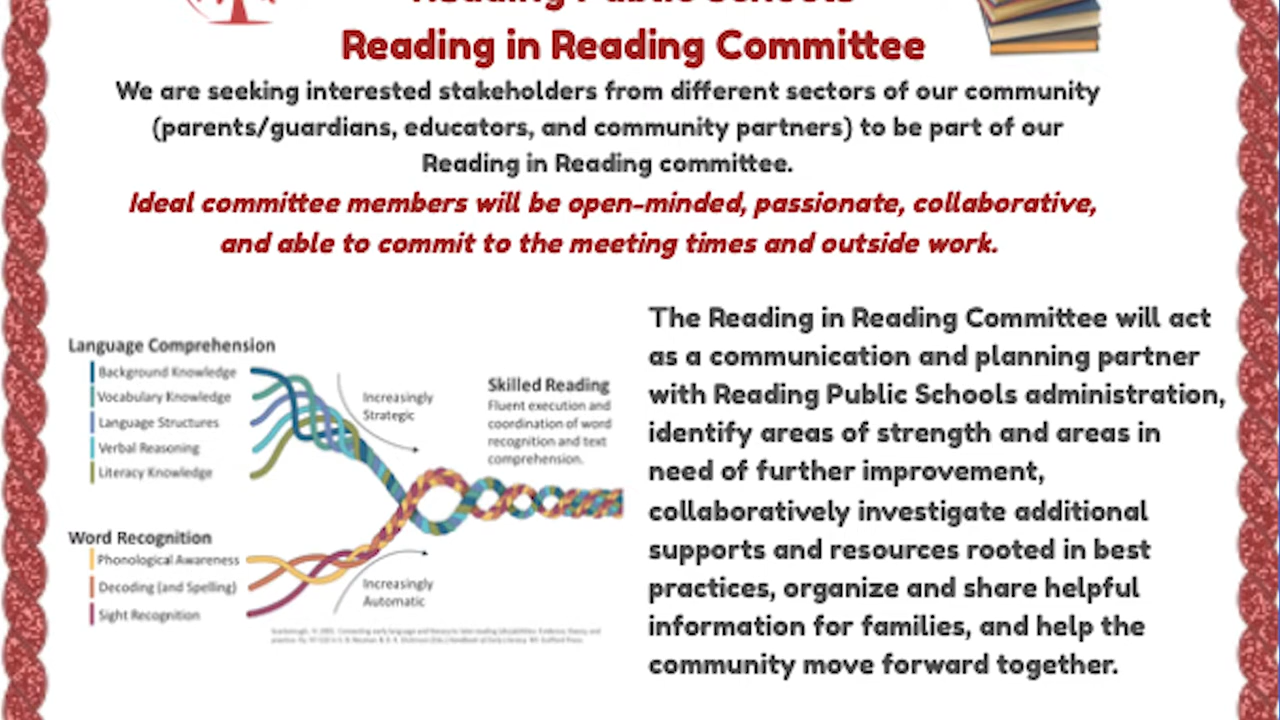 Reading Public Schools
Reading in Reading Committee
We are seeking interested stakeholders from different sectors of our community
(parents/guardians, educators, and community partners) to be part of our
Reading in Reading committee.
Ideal committee members will be open-minded, passionate, collaborative,
and able to commit to the meeting times and outside work.
Language Comprehension
Background Knowledge
Vocabulary Knowledge
Language Structures
Verbal Reasoning
Literacy Knowledge
Word Recognition
Phonological Awareness
Decoding (and Spelling)
Sight Recognition
Increasingly
Strategic
Increasingly
Automatic
Skilled Reading
Fluent execution and
coordination of word
recognition and text
comprehension.
The Reading in Reading Committee will act
as a communication and planning partner
with Reading Public Schools administration,
identify areas of strength and areas in
need of further improvement,
collaboratively investigate additional
supports and resources rooted in best
practices, organize and share helpful
information for families, and help the
community move forward together.